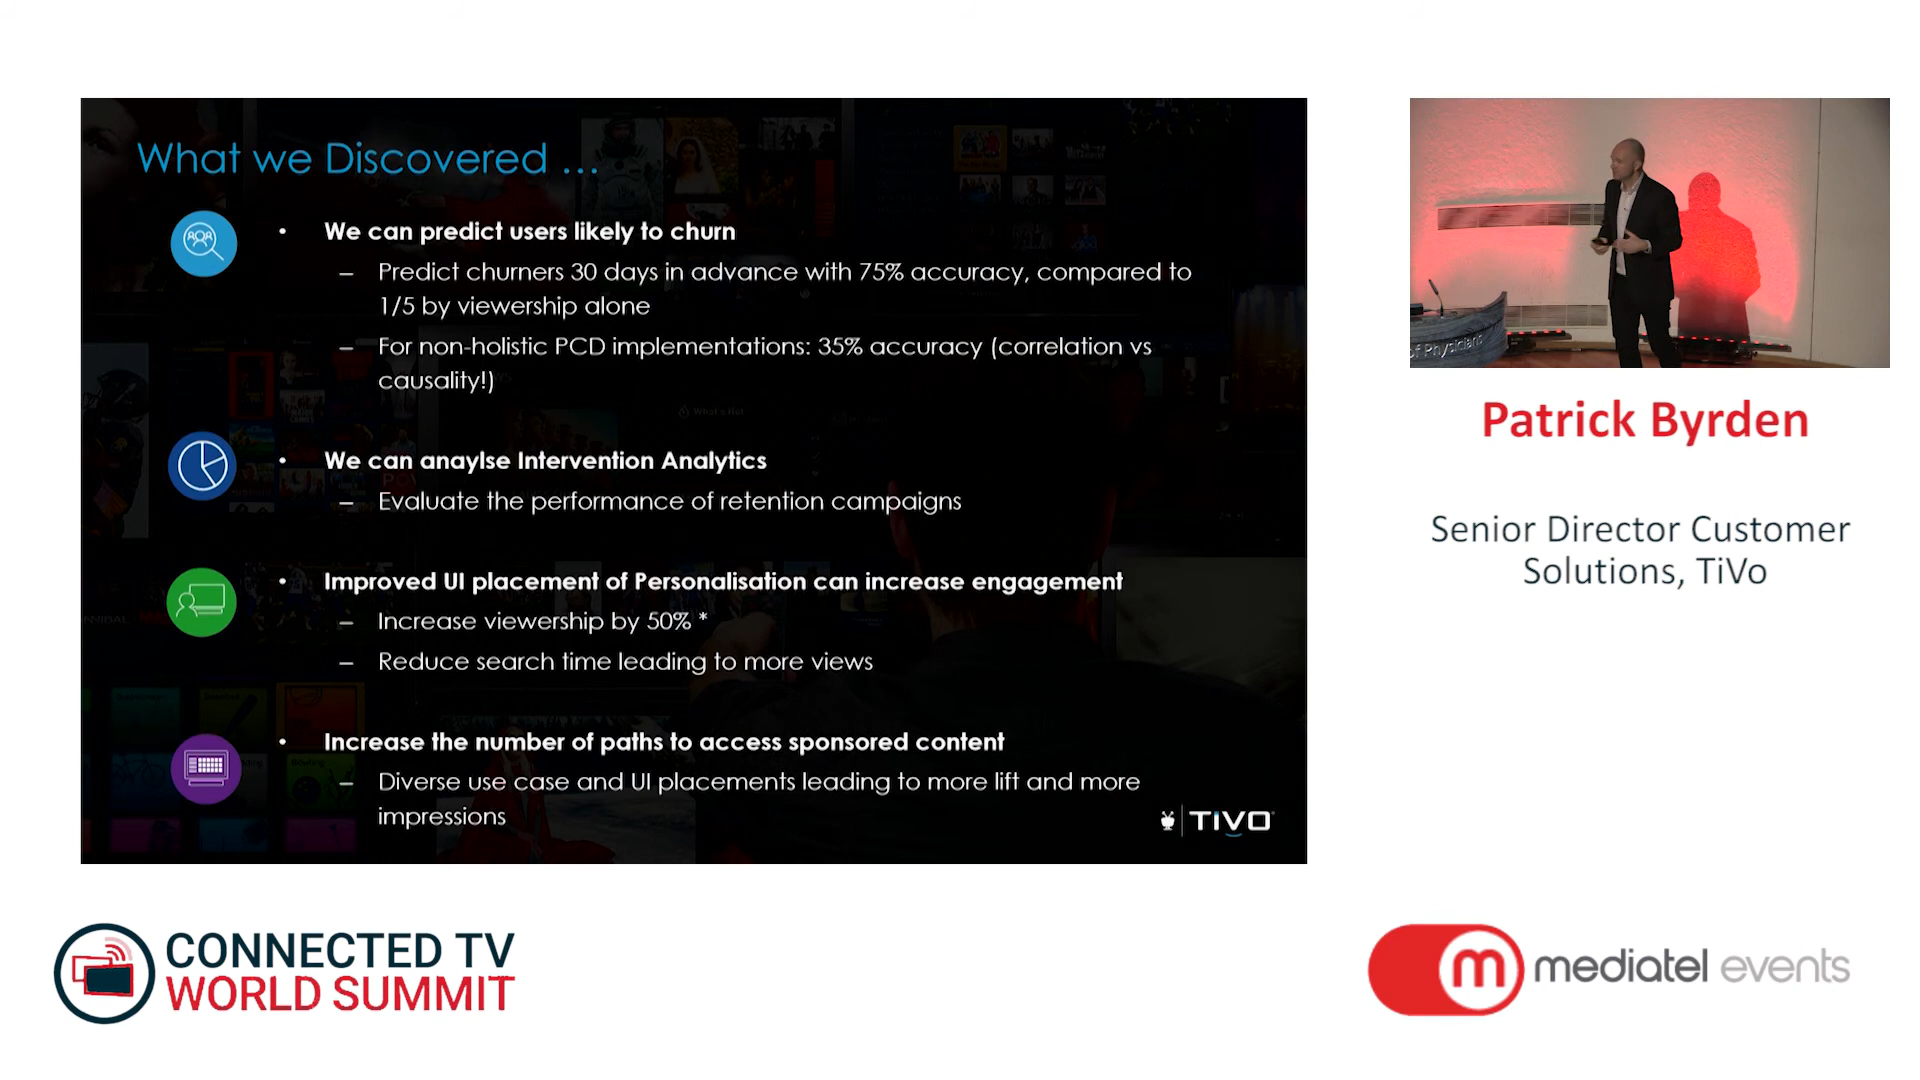 What we Discovered ...
• We can predict users likely to churn
– Predict churners 30 days in advance with 75% accuracy, compared to
1/5 by viewership alone
– For non-holistic PCD implementations: 35% accuracy (correlation vs
causality!)
• We can anaylse Intervention Analytics
– Evaluate the performance of retention campaigns
• Improved UI placement of Personalisation can increase engagement
– Increase viewership by 50% *
– Reduce search time leading to more views
• Increase the number of paths to access sponsored content
– Diverse use case and UI placements leading to more lift and more
impressions
TIVO
What's Hot
of Physicians
Patrick Byrden
Senior Director Customer
Solutions, TiVo
CONNECTED TV
WORLD SUMMIT
m mediatel events